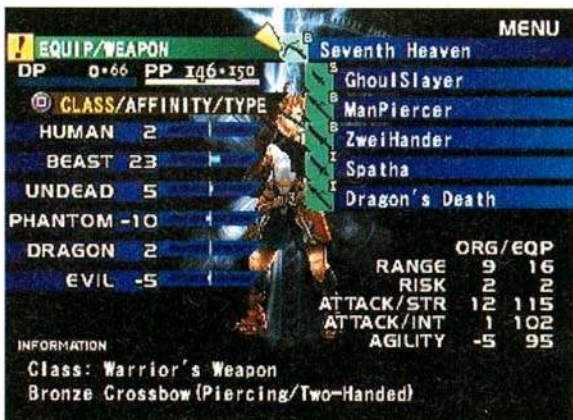 MENU
! EQUIP/WEAPON
DP 0·66 PP 146·150
CLASS/AFFINITY/TYPE
HUMAN 2
BEAST 23
UNDEAD 5
PHANTOM -10
DRAGON 2
EVIL -5
B Seventh Heaven
S GhoulSlayer
B ManPiercer
B ZweiHander
I Spatha
I Dragon's Death
ORG/EQP
RANGE 9 16
RISK 2 2
ATTACK/STR 12 115
ATTACK/INT 1 102
AGILITY -5 95
INFORMATION
Class: Warrior's Weapon
Bronze Crossbow(Piercing/Two-Handed)